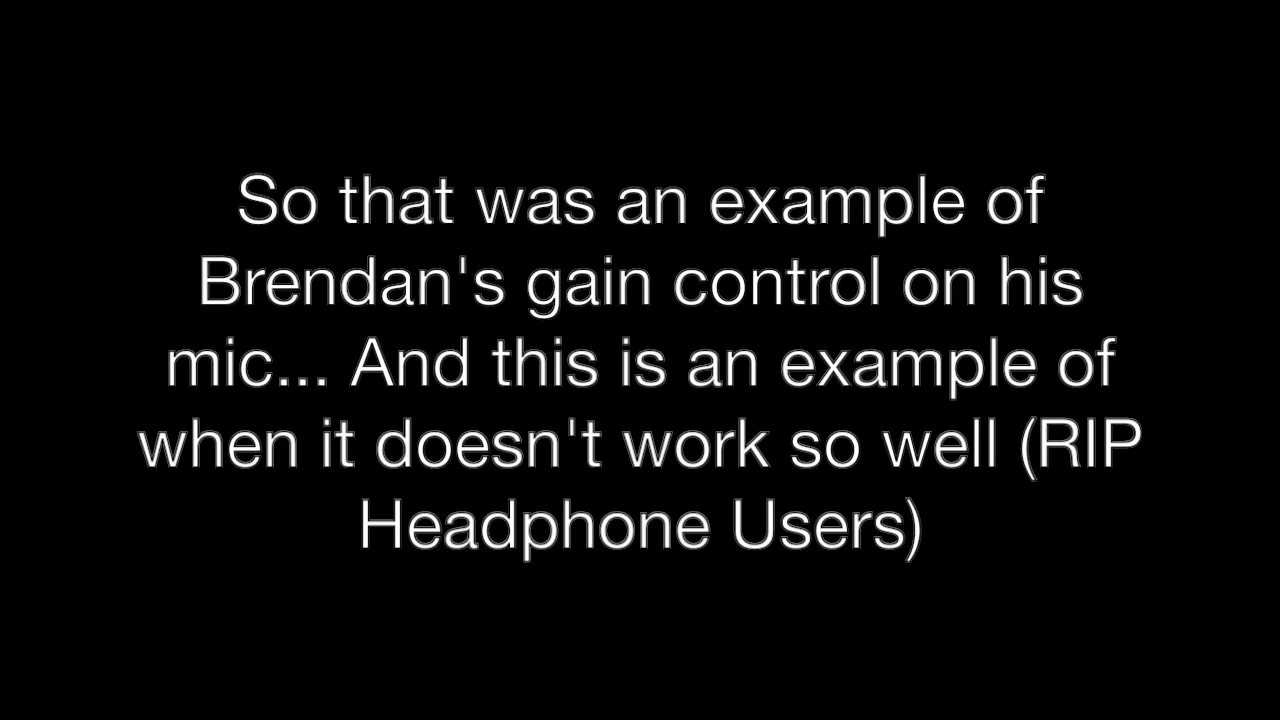 So that was an example of
Brendan's gain control on his
mic... And this is an example of
when it doesn't work so well (RIP
Headphone Users)